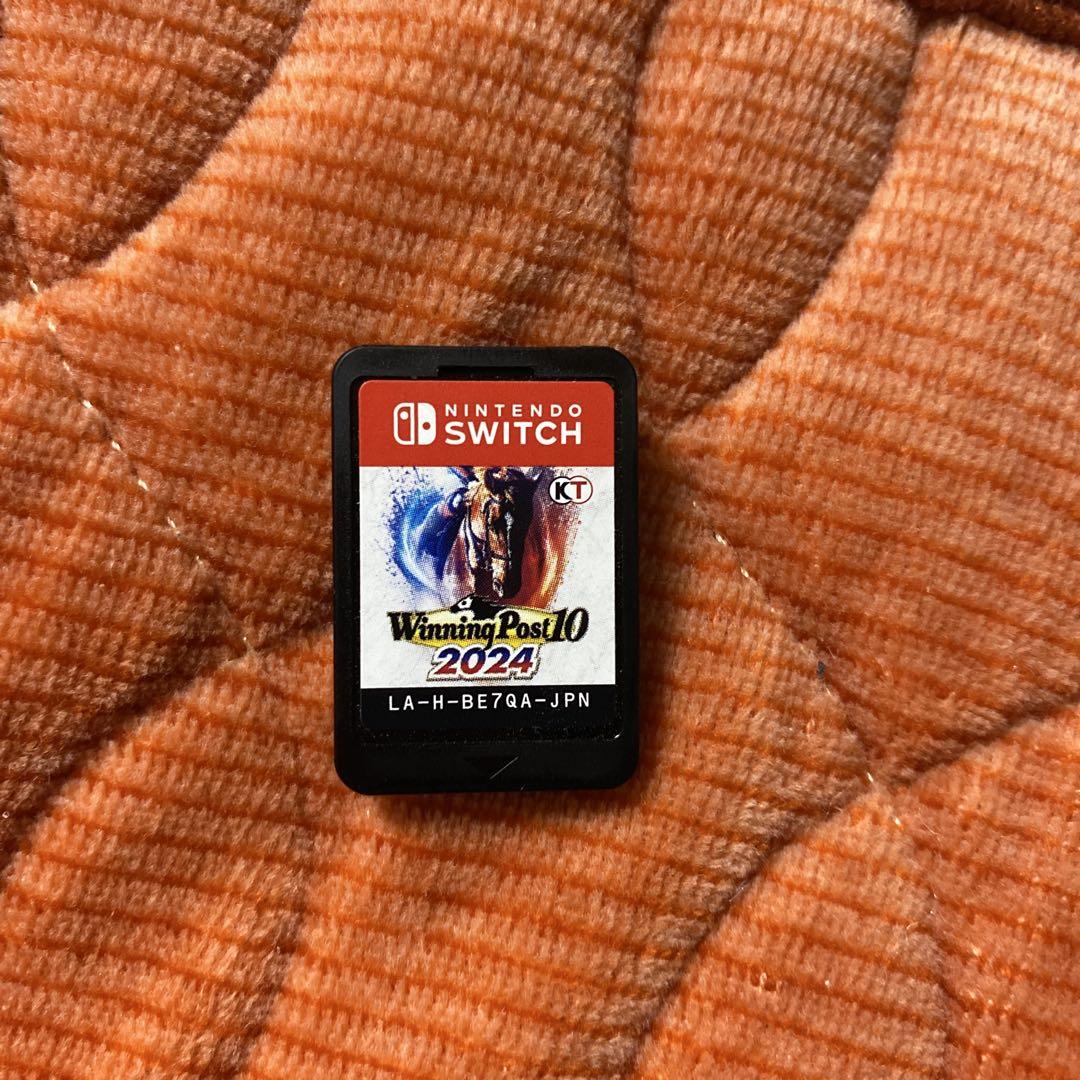 NINTENDO
SWITCH
KT
Winning Post 10
2024
LA-H-BE7QA-JPN